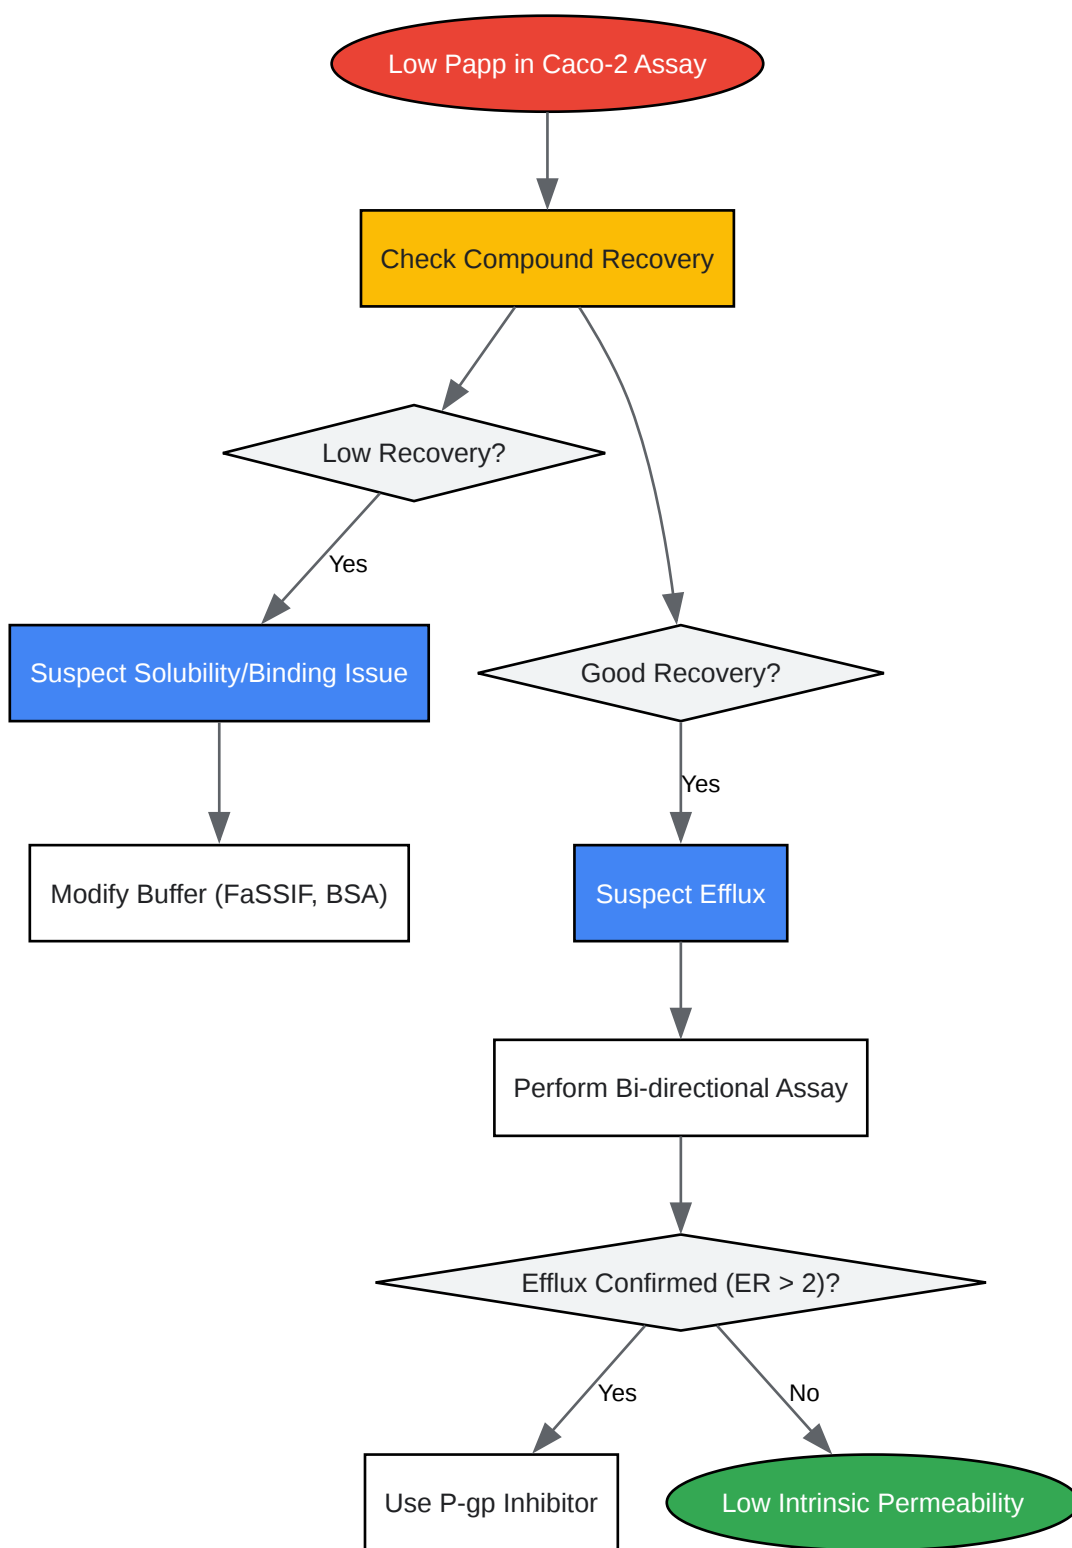 Low Papp in Caco-2 Assay
Check Compound Recovery
Low Recovery?
Yes
Suspect Solubility/Binding Issue
Good Recovery?
Yes
Modify Buffer (FaSSIF, BSA)
Suspect Efflux
Perform Bi-directional Assay
Efflux Confirmed (ER > 2)?
Yes
No
Use P-gp Inhibitor
Low Intrinsic Permeability